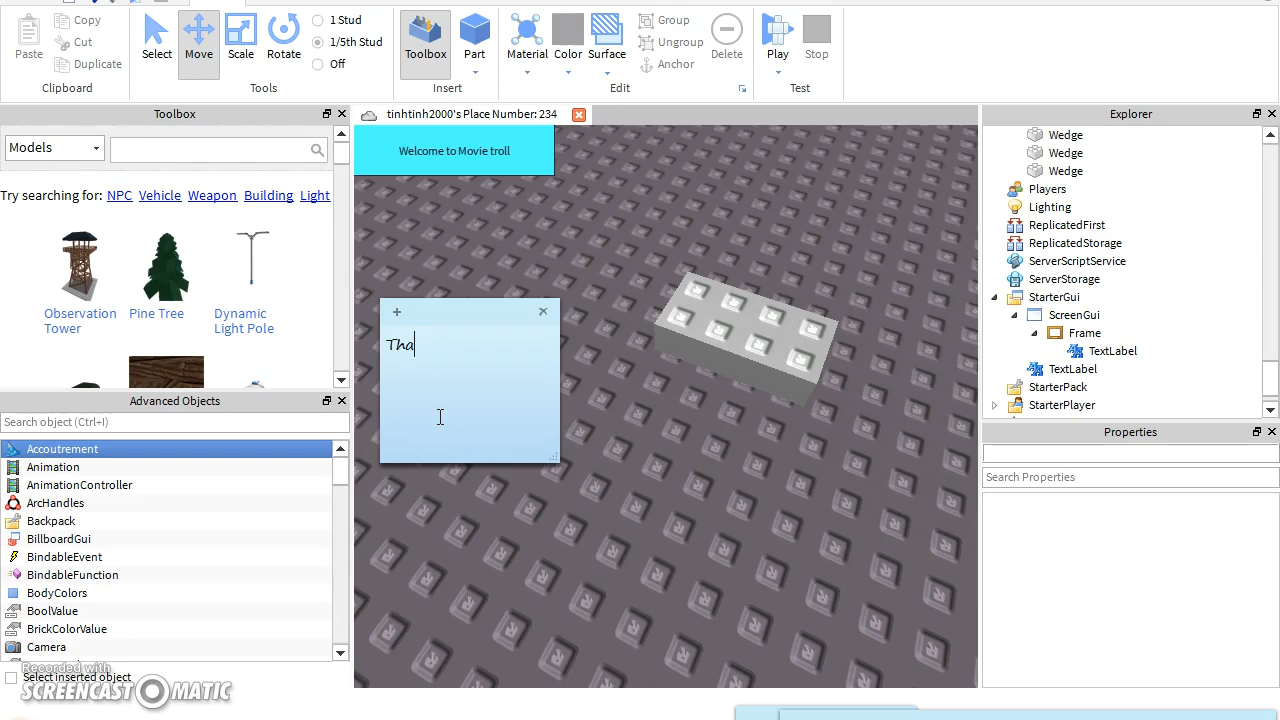 Paste
Copy
Cut
Duplicate
Clipboard
Select
Move
Scale
Rotate
1 Stud
1/5th Stud
Off
Tools
Toolbox
Part
Insert
Material
Color
Surface
Group
Ungroup
Anchor
Delete
Edit
Play
Stop
Test
Toolbox
Models
Try searching for: NPC Vehicle Weapon Building Light
Observation
Tower
Pine Tree
Dynamic
Light Pole
Advanced Objects
Search object (Ctrl+I)
Accoutrement
Animation
AnimationController
ArcHandles
Backpack
BillboardGui
BindableEvent
BindableFunction
BodyColors
BoolValue
BrickColorValue
Camera
Select inserted object
Recorded with
SCREENCAST MATIC
tinhtinh2000's Place Number: 234
Welcome to Movie troll
Tha
Explorer
Wedge
Wedge
Wedge
Players
Lighting
ReplicatedFirst
ReplicatedStorage
ServerScriptService
ServerStorage
StarterGui
ScreenGui
Frame
TextLabel
TextLabel
StarterPack
StarterPlayer
Properties
Search Properties